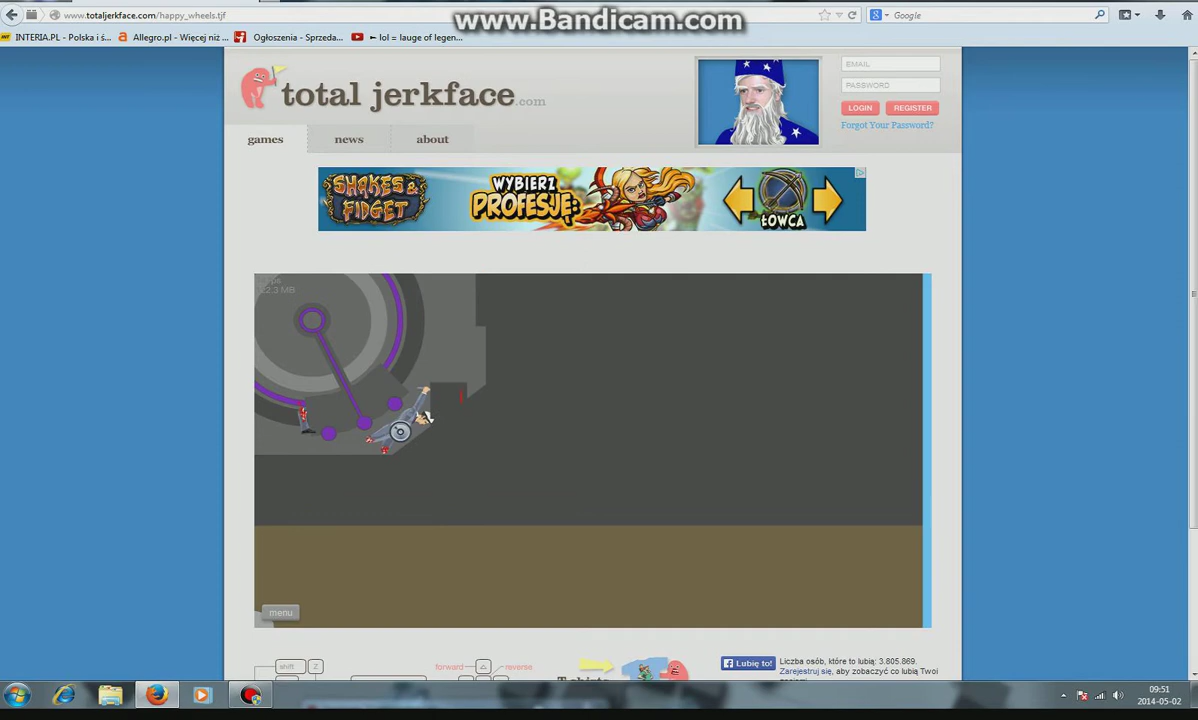 www.Bandicam.com
www.totaljerkface.com/happy_wheels.tjf
Google
INTERIA.PL - Polska i ś...
Allegro.pl - Więcej niż ...
Ogłoszenia - Sprzeda...
► lol = lauge of legen...
total jerkface.com
EMAIL
PASSWORD
LOGIN
REGISTER
Forgot Your Password?
games
news
about
SHAKES & FIDGET
WYBIERZ PROFESJĘ:
ŁOWCA
menu
shift
Z
forward
reverse
Lubię to!
Liczba osób, które to lubią: 3.805.869.
Zarejestruj się, aby zobaczyć co lubią Twoi
09:51
2014-05-02